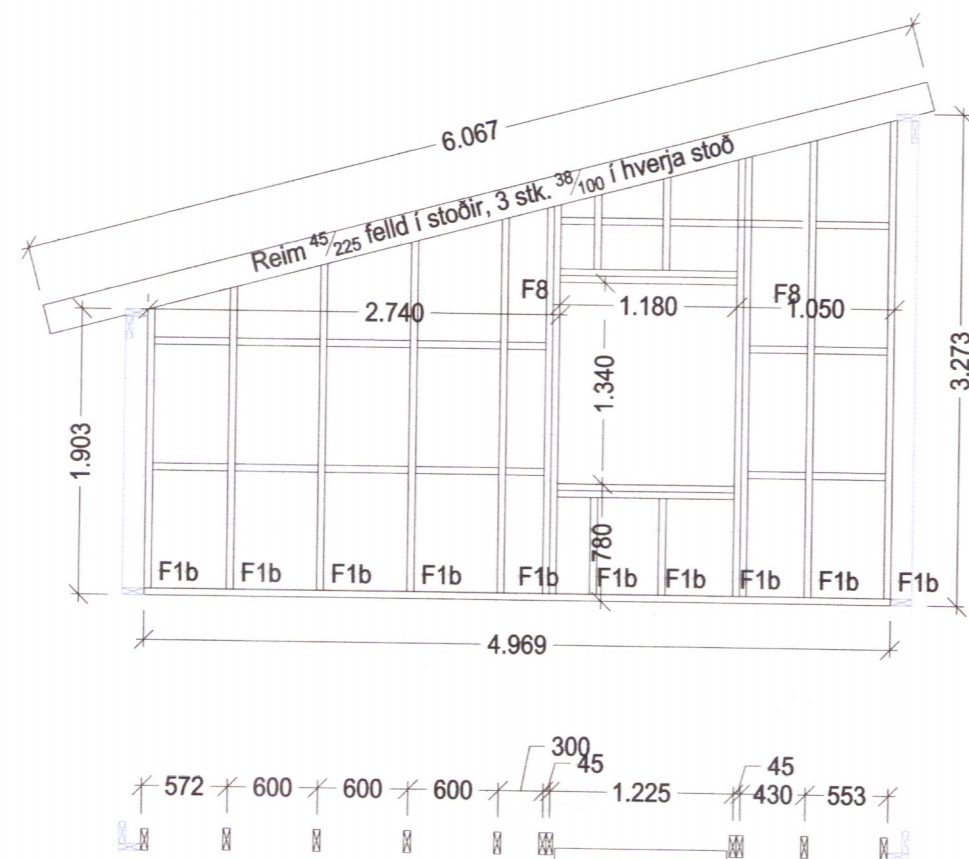 6.067
Reim 45/225 felld í stoðir, 3 stk. 38/100 í hverja stoð
F8
F8
2.740
1.180
1.050
1.340
3.273
1.903
780
F1b F1b F1b F1b F1b F1b F1b F1b F1b F1b
4.969
300
45 45
572 600 600 600 1.225 430 553